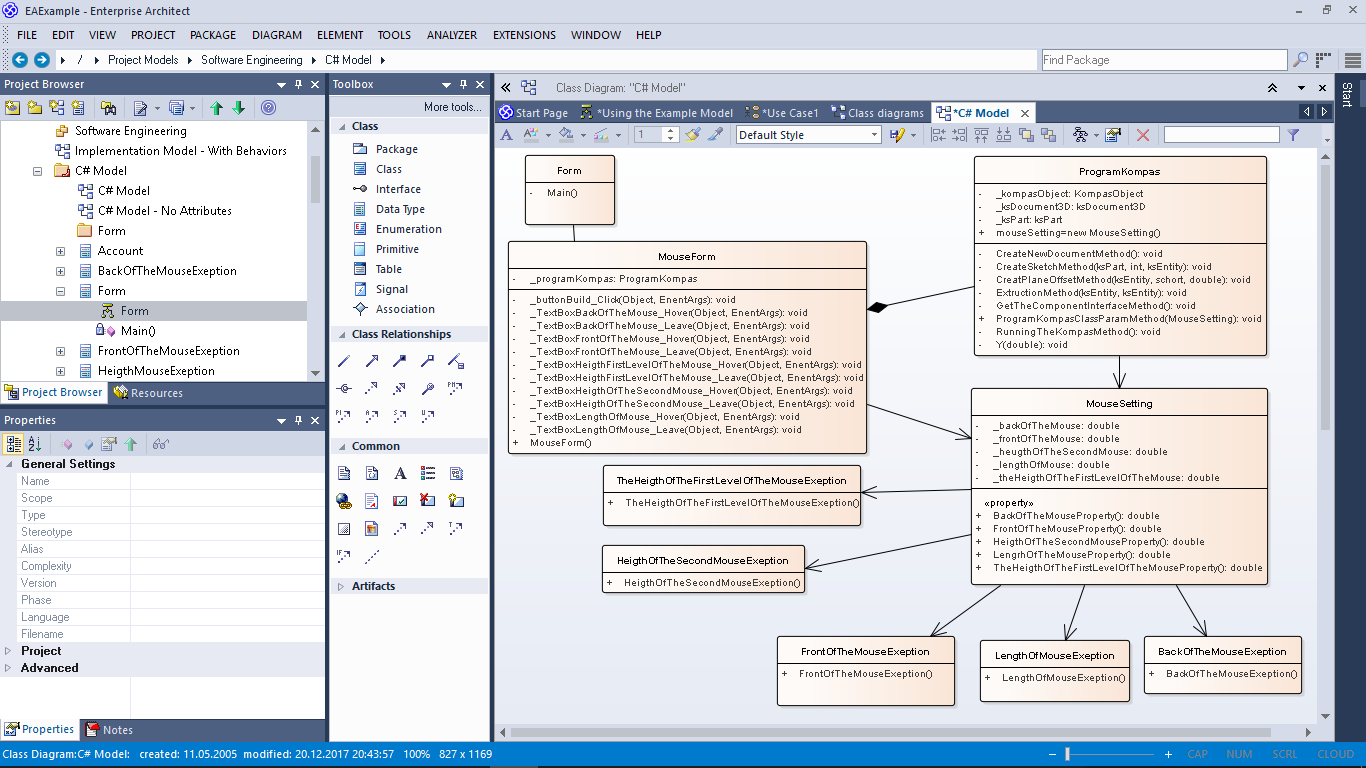 EAExample - Enterprise Architect
FILE EDIT VIEW PROJECT PACKAGE DIAGRAM ELEMENT TOOLS ANALYZER EXTENSIONS WINDOW HELP
/ Project Models Software Engineering C# Model
Find Package
Project Browser
Software Engineering
Implementation Model - With Behaviors
C# Model
C# Model
C# Model - No Attributes
Form
Account
BackOfTheMouseExeption
Form
Form
Main()
FrontOfTheMouseExeption
HeigthMouseExeption
Project Browser Resources
Properties
General Settings
Name
Scope
Type
Stereotype
Alias
Complexity
Version
Phase
Language
Filename
Project
Advanced
Properties Notes
Toolbox
More tools...
Class
Package
Class
Interface
Data Type
Enumeration
Primitive
Table
Signal
Association
Class Relationships
Common
Artifacts
Class Diagram: "C# Model"
Start Page *Using the Example Model *Use Case1 Class diagrams *C# Model
1 Default Style
Start
Form
- Main()
MouseForm
- _programKompas: ProgramKompas
- _buttonBuild_Click(Object, EnentArgs): void
- _TextBoxBackOfTheMouse_Hover(Object, EnentArgs): void
- _TextBoxBackOfTheMouse_Leave(Object, EnentArgs): void
- _TextBoxFrontOfTheMouse_Hover(Object, EnentArgs): void
- _TextBoxFrontOfTheMouse_Leave(Object, EnentArgs): void
- _TextBoxHeigthFirstLevelOfTheMouse_Hover(Object, EnentArgs): void
- _TextBoxHeigthFirstLevelOfTheMouse_Leave(Object, EnentArgs): void
- _TextBoxHeigthOfTheSecondMouse_Hover(Object, EnentArgs): void
- _TextBoxHeigthOfTheSecondMouse_Leave(Object, EnentArgs): void
- _TextBoxLengthOfMouse_Hover(Object, EnentArgs): void
- _TextBoxLengthOfMouse_Leave(Object, EnentArgs): void
+ MouseForm()
ProgramKompas
- _kompasObject: KompasObject
- _ksDocument3D: ksDocument3D
- _ksPart: ksPart
+ mouseSetting=new MouseSetting()
- CreateNewDocumentMethod(): void
- CreateSketchMethod(ksPart, int, ksEntity): void
- CreatPlaneOffsetMethod(ksEntity, schort, double): void
- ExtructionMethod(ksEntity, ksEntity): void
- GetTheComponentInterfaceMethod(): void
+ ProgramKompasClassParamMethod(MouseSetting): void
- RunningTheKompasMethod(): void
- Y(double): void
MouseSetting
- _backOfTheMouse: double
- _frontOfTheMouse: double
- _heugthOfTheSecondMouse: double
- _lengthOfMouse: double
- _theHeigthOfTheFirstLevelOfTheMouse: double
«property»
+ BackOfTheMouseProperty(): double
+ FrontOfTheMouseProperty(): double
+ HeigthOfTheSecondMouseProperty(): double
+ LengrhOfTheMouseProperty(): double
+ TheHeigthOfTheFirstLevelOfTheMouseProperty(): double
TheHeigthOfTheFirstLevelOfTheMouseExeption
+ TheHeigthOfTheFirstLevelOfTheMouseExeption()
HeigthOfTheSecondMouseExeption
+ HeigthOfTheSecondMouseExeption()
FrontOfTheMouseExeption
+ FrontOfTheMouseExeption()
LengthOfMouseExeption
+ LengthOfMouseExeption()
BackOfTheMouseExeption
+ BackOfTheMouseExeption()
Class Diagram:C# Model: created: 11.05.2005 modified: 20.12.2017 20:43:57 100% 827 x 1169
CAP NUM SCRL CLOUD